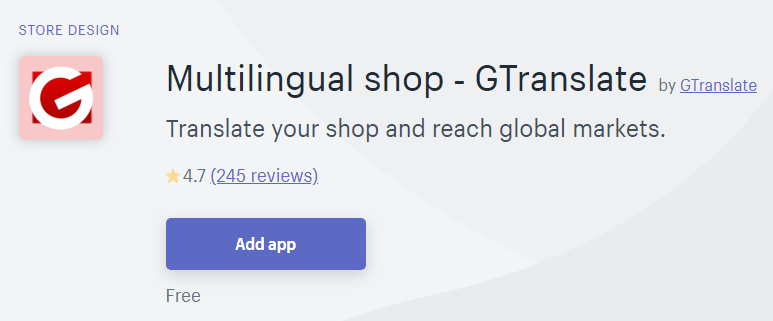 STORE DESIGN
Multilingual shop - GTranslate by GTranslate
Translate your shop and reach global markets.
4.7 (245 reviews)
Add app
Free